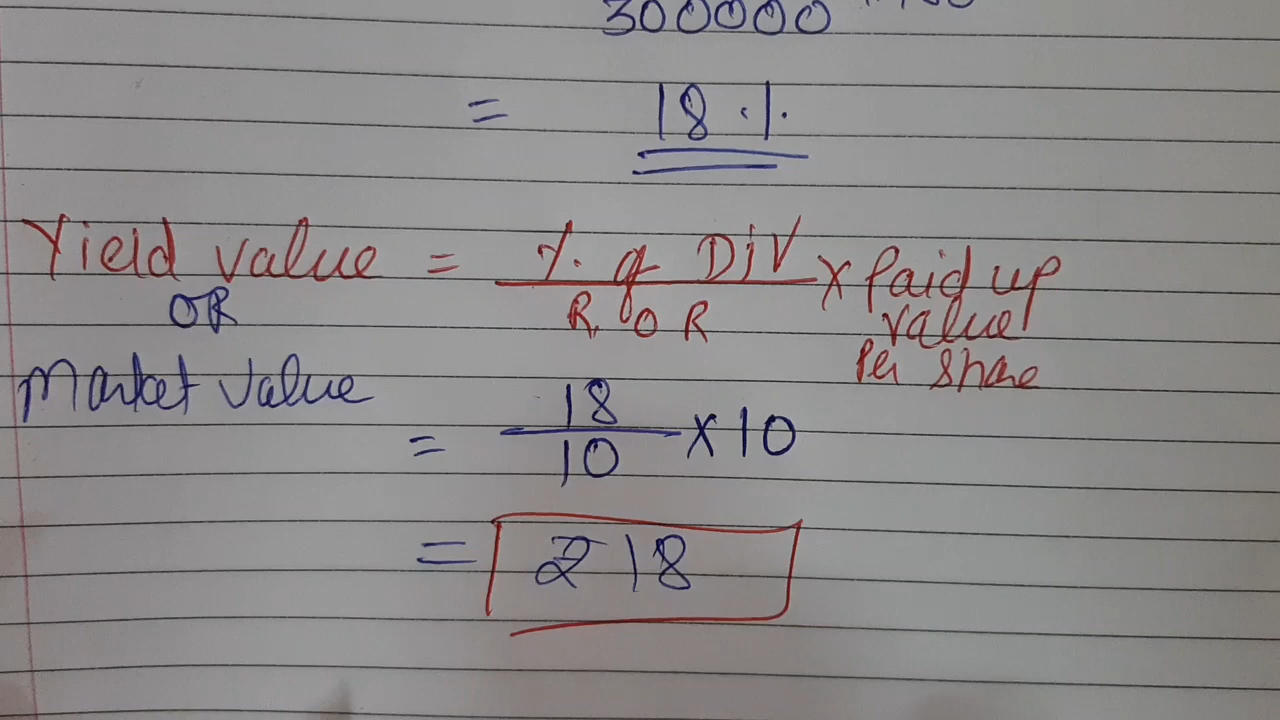 300000
= 18 %
Yield value = % of DIV / R. O R × Paid up value Per Share
OR
Market value
= 18 / 10 × 10
= ₹ 18